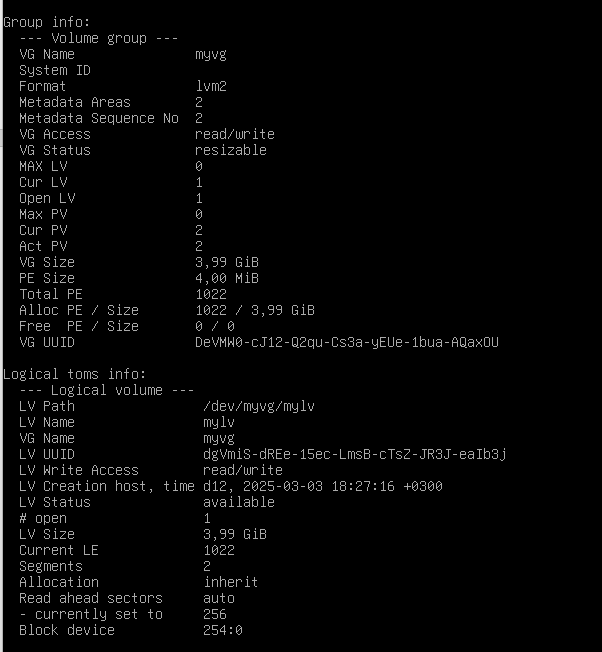 Group info:
--- Volume group ---
VG Name myvg
System ID
Format lvm2
Metadata Areas 2
Metadata Sequence No 2
VG Access read/write
VG Status resizable
MAX LV 0
Cur LV 1
Open LV 1
Max PV 0
Cur PV 2
Act PV 2
VG Size 3,99 GiB
PE Size 4,00 MiB
Total PE 1022
Alloc PE / Size 1022 / 3,99 GiB
Free PE / Size 0 / 0
VG UUID DeVMW0-cJ12-Q2qu-Cs3a-yEUe-1bua-AQaxOU
Logical toms info:
--- Logical volume ---
LV Path /dev/myvg/mylv
LV Name mylv
VG Name myvg
LV UUID dgVmiS-dREe-15ec-LmsB-cTsZ-JR3J-eaIb3j
LV Write Access read/write
LV Creation host, time d12, 2025-03-03 18:27:16 +0300
LV Status available
# open 1
LV Size 3,99 GiB
Current LE 1022
Segments 2
Allocation inherit
Read ahead sectors auto
- currently set to 256
Block device 254:0